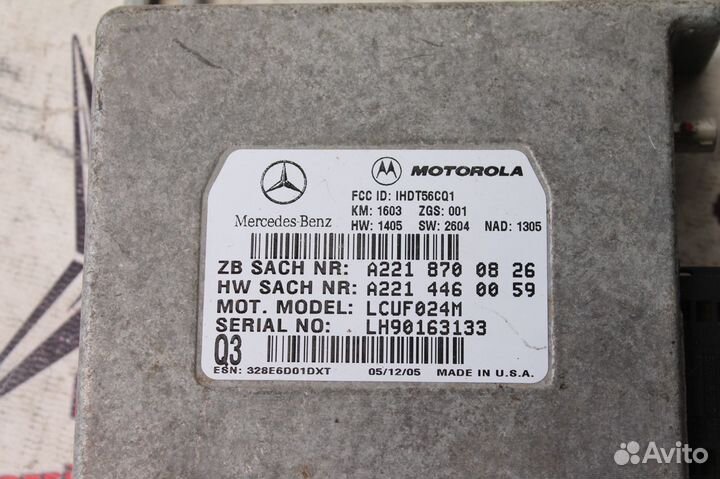 MOTOROLA
Mercedes-Benz
FCC ID: IHDT56CQ1
KM: 1603 ZGS: 001
HW: 1405 SW: 2604 NAD: 1305
ZB SACH NR: A221 870 08 26
HW SACH NR: A221 446 00 59
MOT. MODEL: LCUF024M
SERIAL NO: LH90163133
Q3
ESN: 328E6D01DXT 05/12/05 MADE IN U.S.A.
Avito